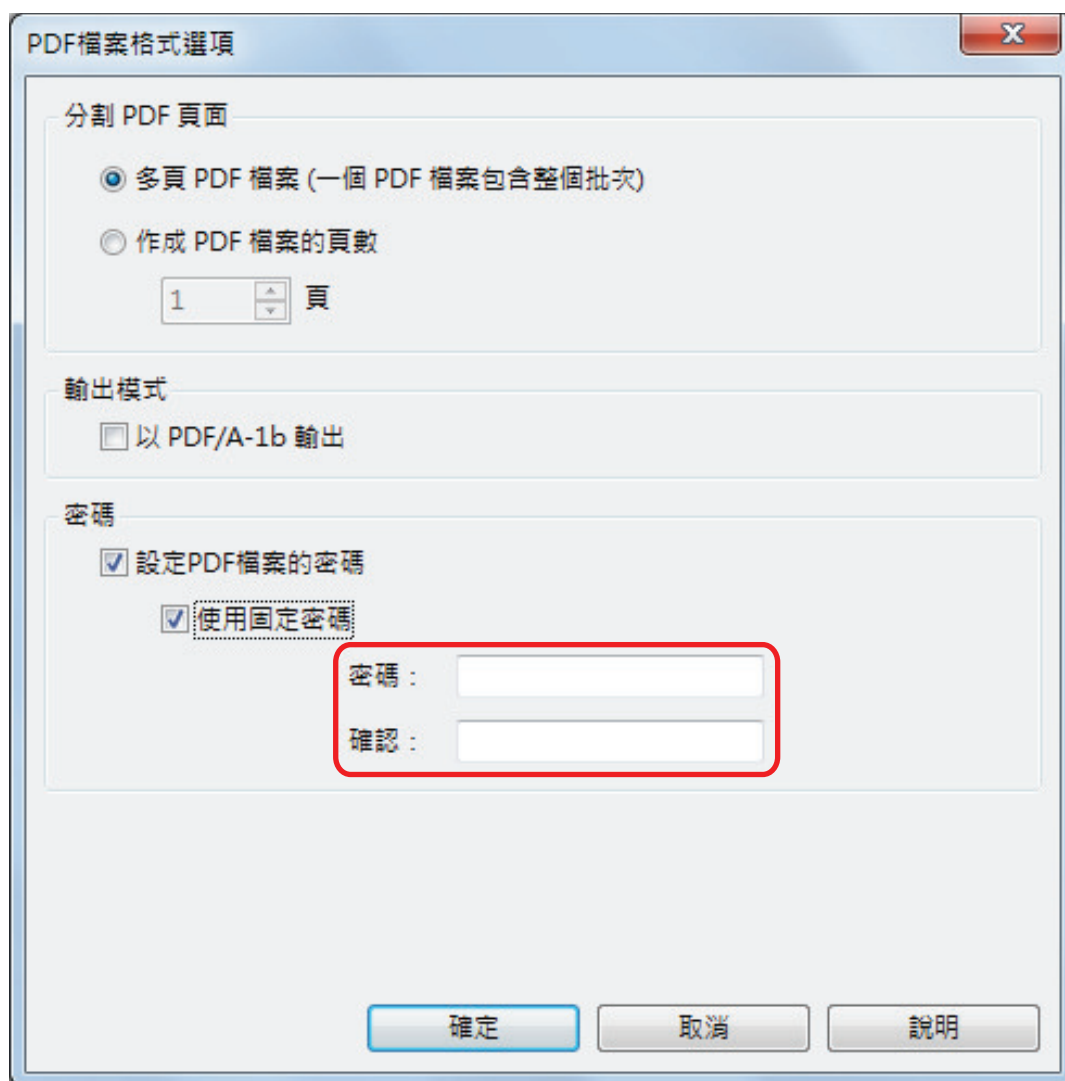 PDF檔案格式選項
分割 PDF 頁面
多頁 PDF 檔案 (一個 PDF 檔案包含整個批次)
作成 PDF 檔案的頁數
1 頁
輸出模式
以 PDF/A-1b 輸出
密碼
設定PDF檔案的密碼
使用固定密碼
密碼：
確認：
確定 取消 說明